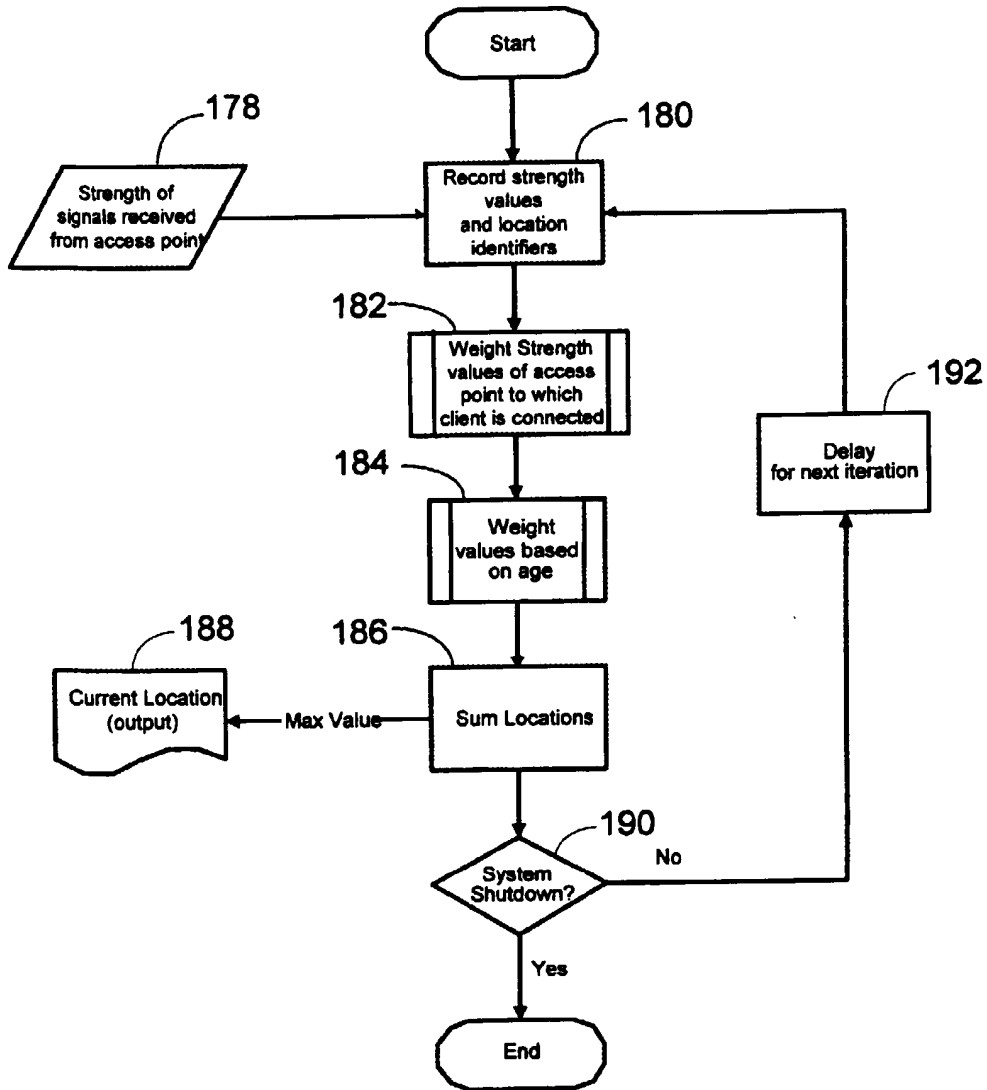 Start
178
180
Strength of
signals received
from access point
Record strength
values
and location
identifiers
182
Weight Strength
values of access
point to which
client is connected
192
Delay
for next iteration
184
Weight
values based
on age
188
186
Current Location
(output)
Max Value
Sum Locations
190
System
Shutdown?
No
Yes
End